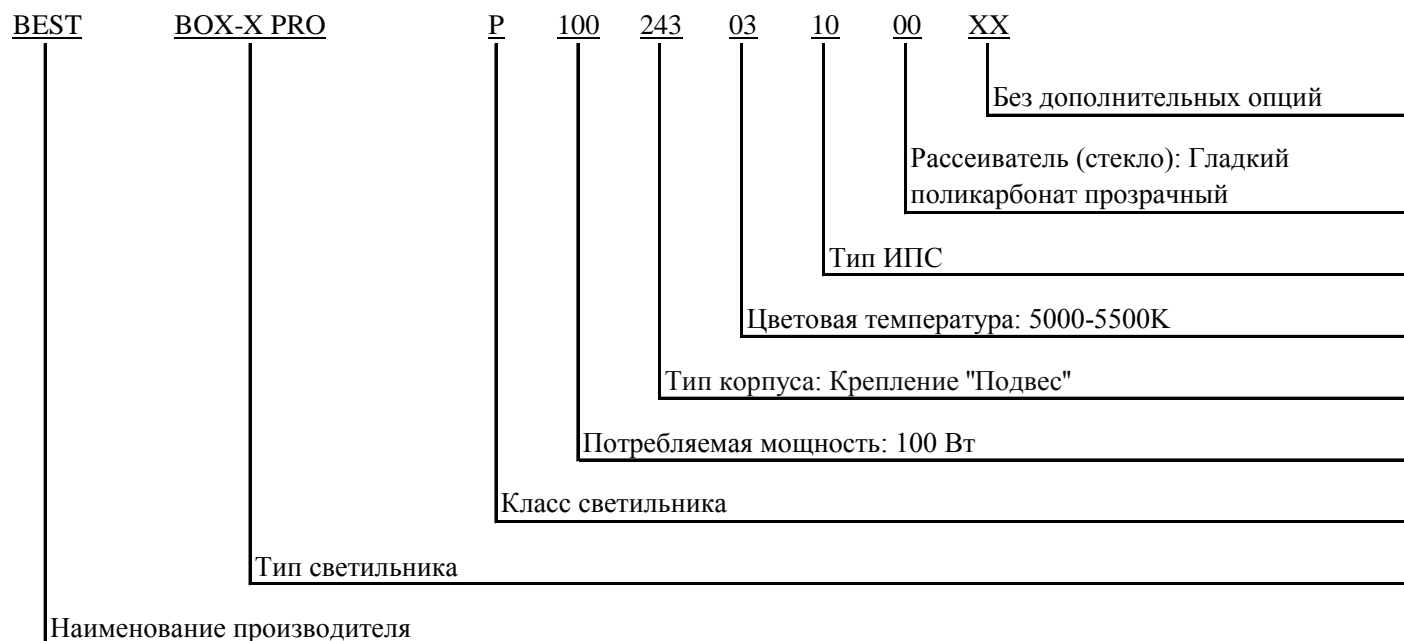 BEST BOX-X PRO P 100 243 03 10 00 XX
Без дополнительных опций
Рассеиватель (стекло): Гладкий
поликарбонат прозрачный
Тип ИПС
Цветовая температура: 5000-5500K
Тип корпуса: Крепление "Подвес"
Потребляемая мощность: 100 Вт
Класс светильника
Тип светильника
Наименование производителя